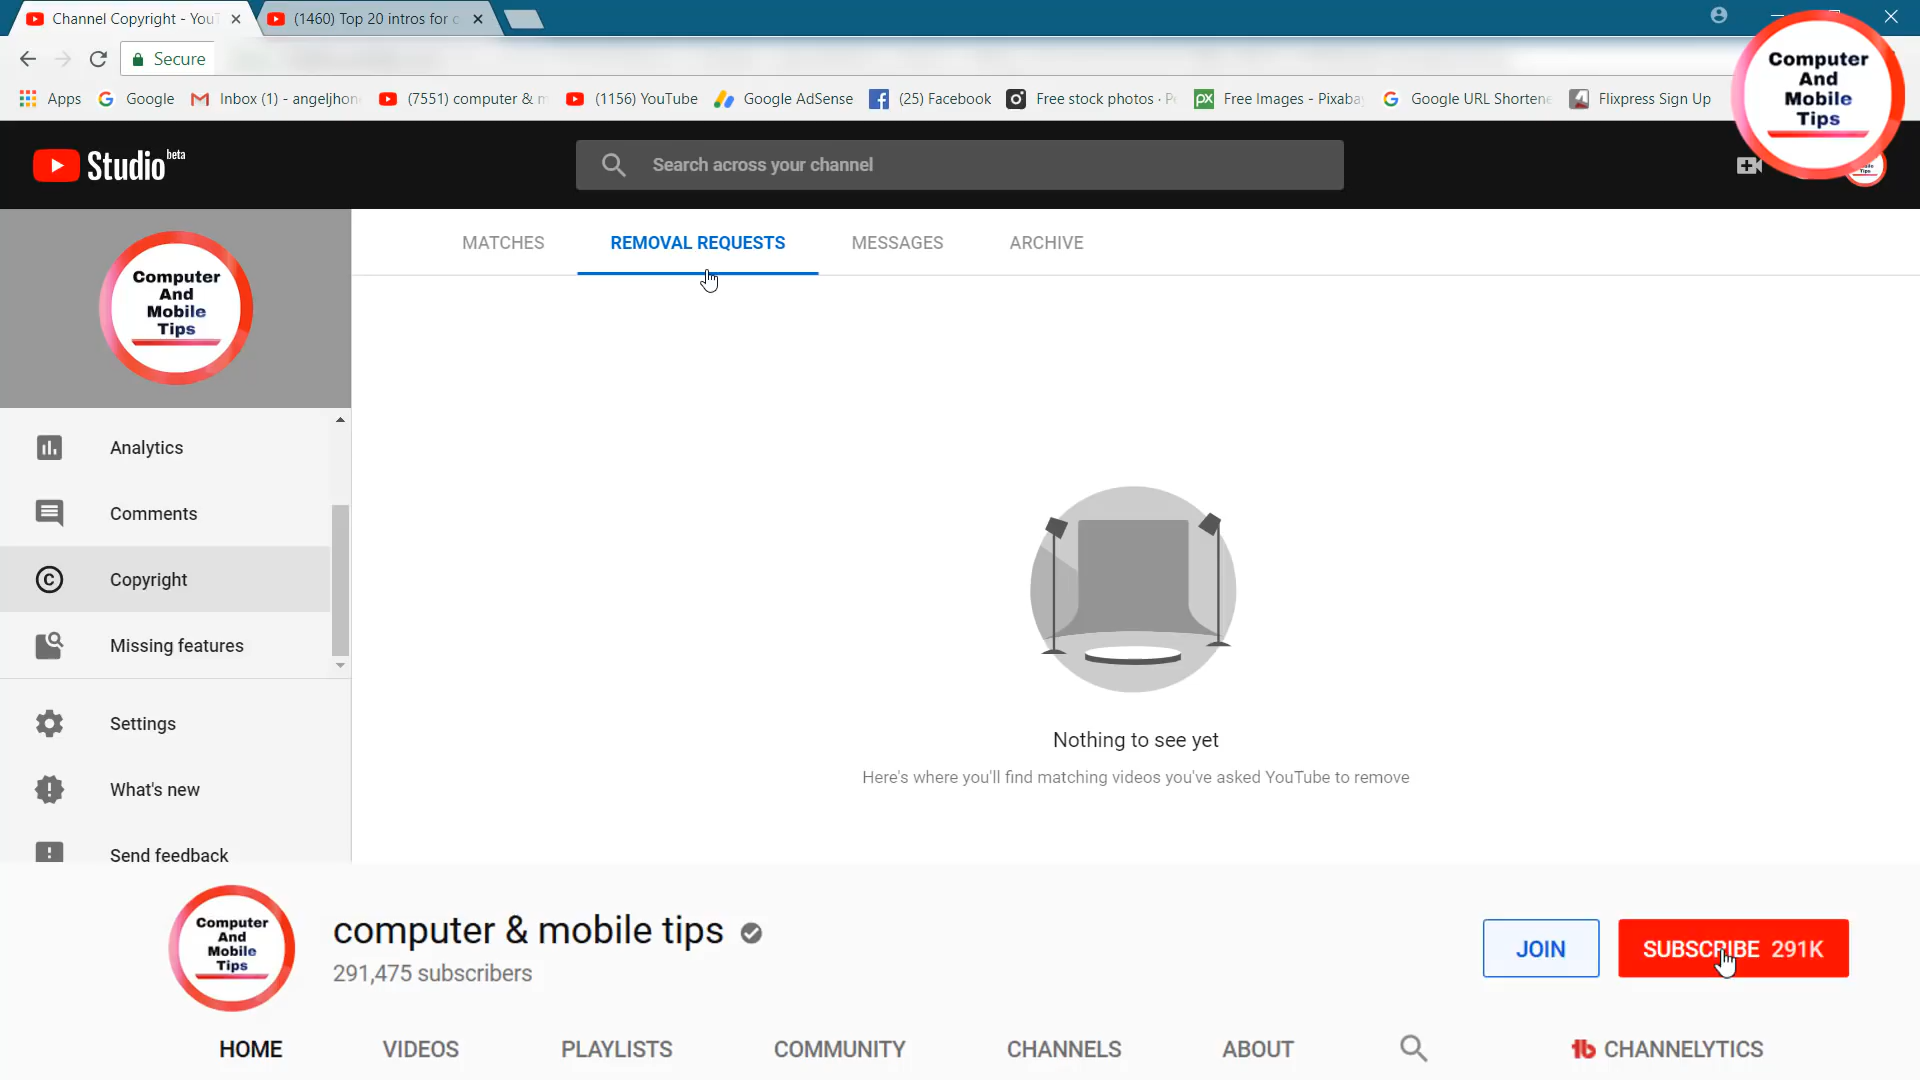 Channel Copyright - You
(1460) Top 20 intros for
Secure
Apps
Google
Inbox (1) - angeljhon
(7551) computer & m
(1156) YouTube
Google AdSense
(25) Facebook
Free stock photos · P
Free Images - Pixaba
Google URL Shortene
Flixpress Sign Up
Computer
And
Mobile
Tips
Studio beta
Search across your channel
MATCHES
REMOVAL REQUESTS
MESSAGES
ARCHIVE
Computer
And
Mobile
Tips
Analytics
Comments
Copyright
Missing features
Settings
What's new
Send feedback
Nothing to see yet
Here's where you'll find matching videos you've asked YouTube to remove
Computer
And
Mobile
Tips
computer & mobile tips
291,475 subscribers
JOIN
SUBSCRIBE 291K
HOME
VIDEOS
PLAYLISTS
COMMUNITY
CHANNELS
ABOUT
CHANNELYTICS